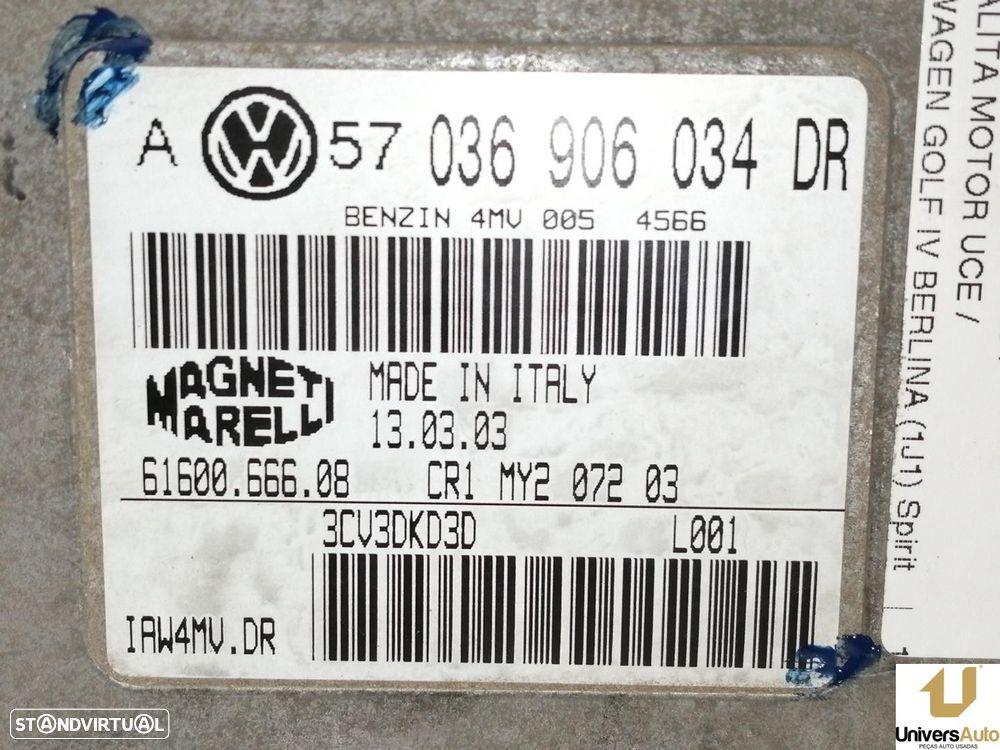 A VW 57 036 906 034 DR
BENZIN 4MV 005 4566
MAGNETI
MARELLI
MADE IN ITALY
13.03.03
61600.666.08 CR1 MY2 072 03
3CV3DKD3D L001
IAW4MV.DR
ALITA MOTOR UCE /
WAGEN GOLF IV BERLINA (1J1) Spirit
STANDVIRTUAL
UniversAuto
PEÇAS AUTO USADAS